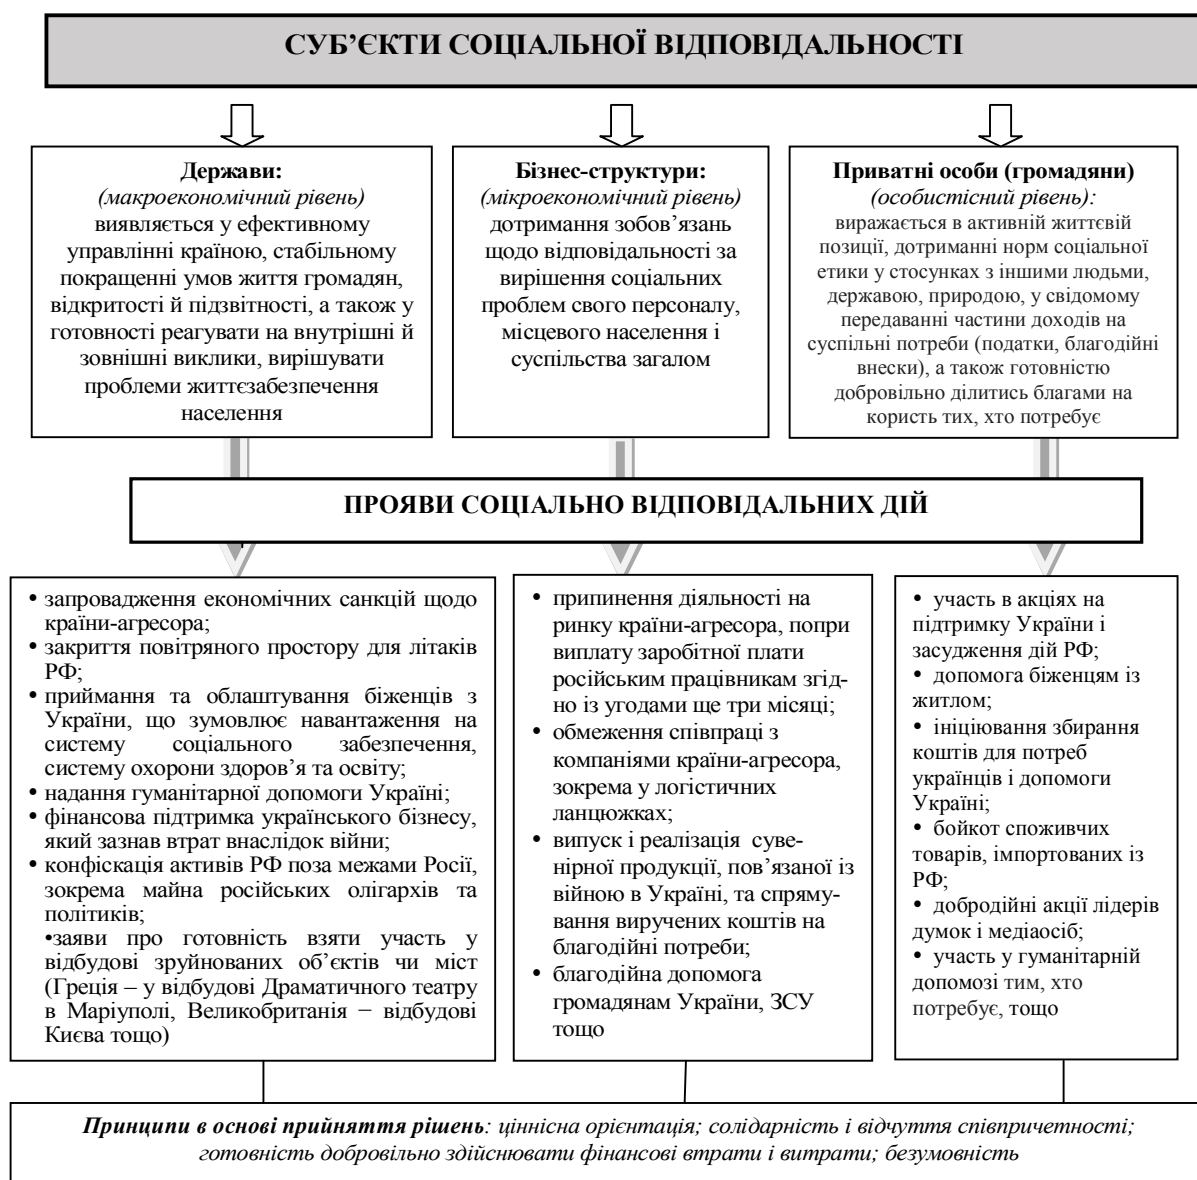 СУБ’ЄКТИ СОЦІАЛЬНОЇ ВІДПОВІДАЛЬНОСТІ
Держави:
(макроекономічний рівень)
виявляється у ефективному
управлінні країною, стабільному
покращенні умов життя громадян,
відкритості й підзвітності, а також у
готовності реагувати на внутрішні й
зовнішні виклики, вирішувати
проблеми життєзабезпечення
населення
Бізнес-структури:
(мікроекономічний рівень)
дотримання зобов’язань
щодо відповідальності за
вирішення соціальних
проблем свого персоналу,
місцевого населення і
суспільства загалом
Приватні особи (громадяни)
(особистісний рівень):
виражається в активній життєвій
позиції, дотриманні норм соціальної
етики у стосунках з іншими людьми,
державою, природою, у свідомому
передаванні частини доходів на
суспільні потреби (податки, благодійні
внески), а також готовністю
добровільно ділитись благами на
користь тих, хто потребує
ПРОЯВИ СОЦІАЛЬНО ВІДПОВІДАЛЬНИХ ДІЙ
• запровадження економічних санкцій щодо
країни-агресора;
• закриття повітряного простору для літаків
РФ;
• приймання та облаштування біженців з
України, що зумовлює навантаження на
систему соціального забезпечення,
систему охорони здоров’я та освіту;
• надання гуманітарної допомоги Україні;
• фінансова підтримка українського бізнесу,
який зазнав втрат внаслідок війни;
• конфіскація активів РФ поза межами Росії,
зокрема майна російських олігархів та
політиків;
•заяви про готовність взяти участь у
відбудові зруйнованих об’єктів чи міст
(Греція – у відбудові Драматичного театру
в Маріуполі, Великобританія − відбудові
Києва тощо)
• припинення діяльності на
ринку країни-агресора, попри
виплату заробітної плати
російським працівникам згід-
но із угодами ще три місяці;
• обмеження співпраці з
компаніями країни-агресора,
зокрема у логістичних
ланцюжках;
• випуск і реалізація суве-
нірної продукції, пов’язаної із
війною в Україні, та спряму-
вання виручених коштів на
благодійні потреби;
• благодійна допомога
громадянам України, ЗСУ
тощо
• участь в акціях на
підтримку України і
засудження дій РФ;
• допомога біженцям із
житлом;
• ініціювання збирання
коштів для потреб
українців і допомоги
Україні;
• бойкот споживчих
товарів, імпортованих із
РФ;
• добродійні акції лідерів
думок і медіаосіб;
• участь у гуманітарній
допомозі тим, хто
потребує, тощо
Принципи в основі прийняття рішень: ціннісна орієнтація; солідарність і відчуття співпричетності;
готовність добровільно здійснювати фінансові втрати і витрати; безумовність